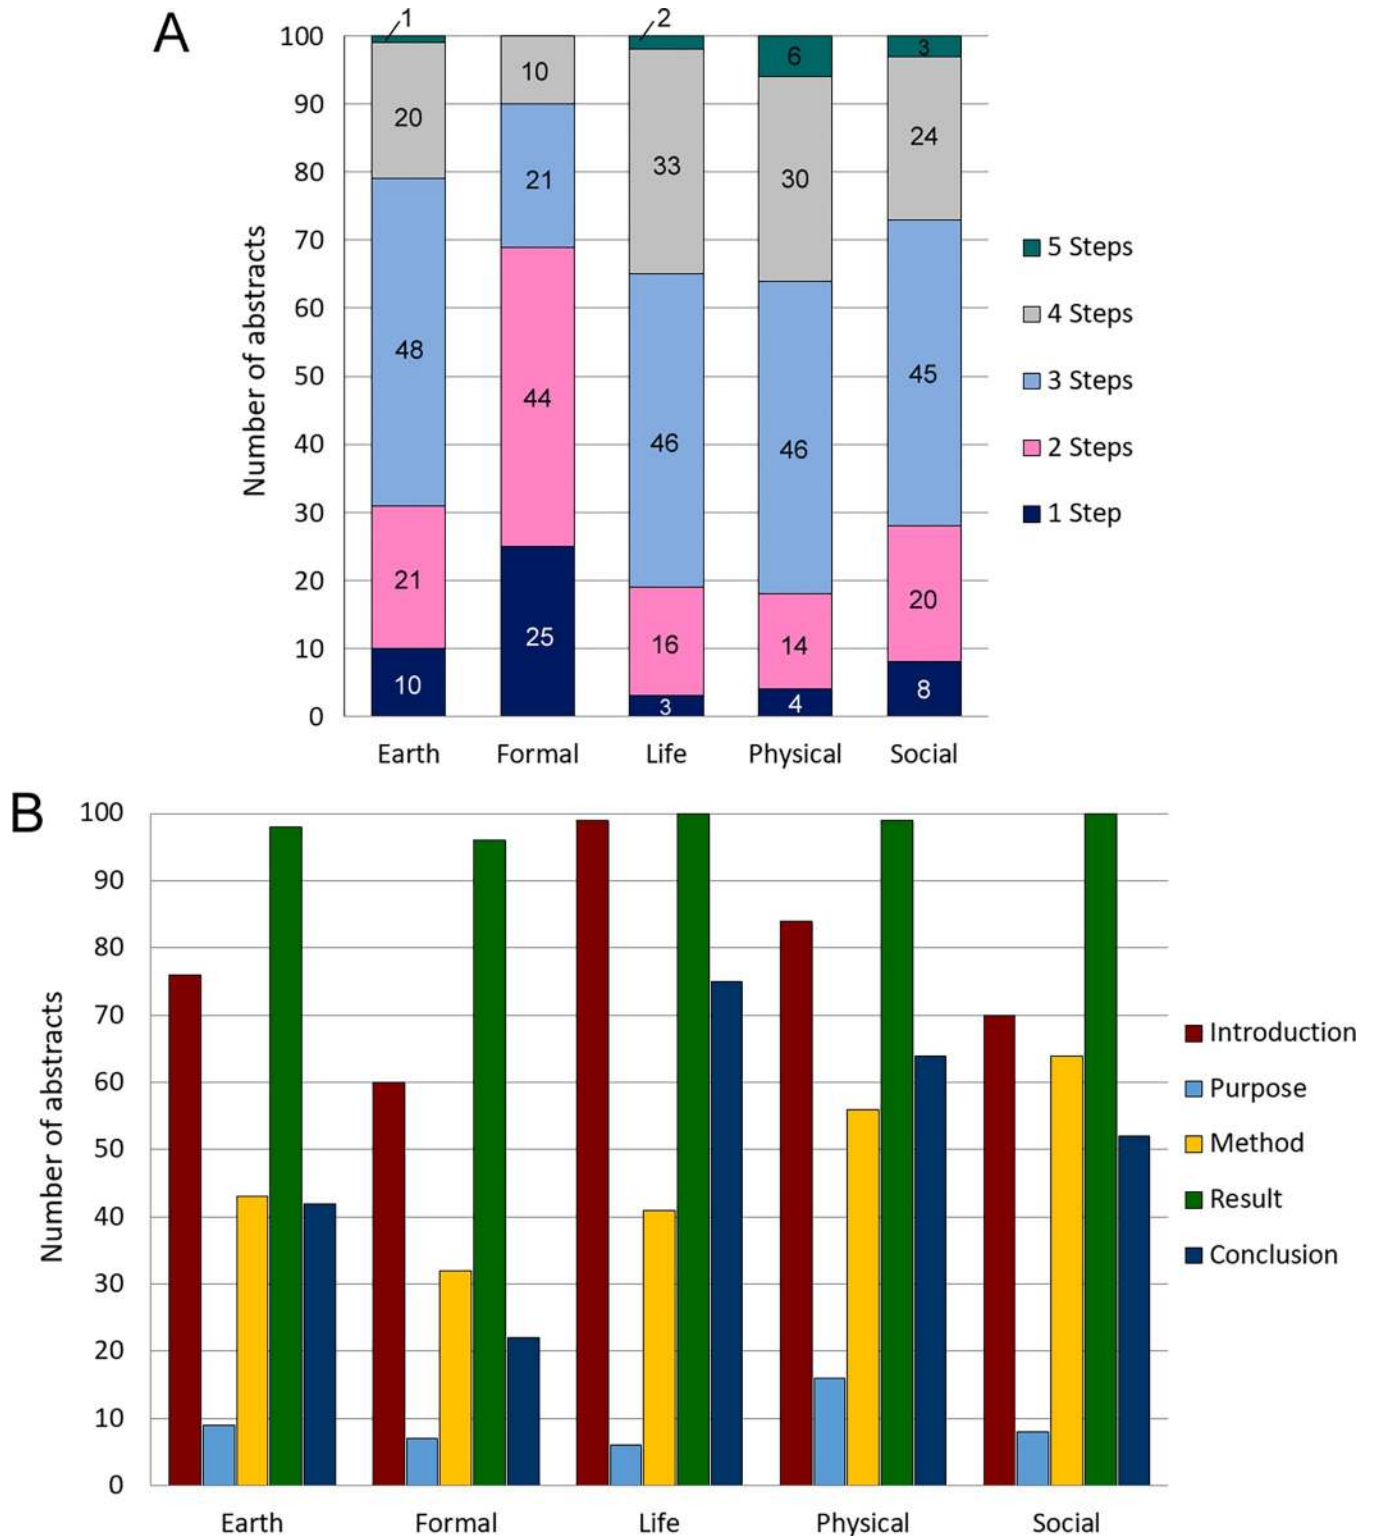 A
1
2
100
90
80
70
60
50
40
30
20
10
0
Number of abstracts
20
48
21
10
10
21
44
25
33
46
16
3
6
30
46
14
4
3
24
45
20
8
Earth Formal Life Physical Social
5 Steps
4 Steps
3 Steps
2 Steps
1 Step
B
100
90
80
70
60
50
40
30
20
10
0
Number of abstracts
Earth Formal Life Physical Social
Introduction
Purpose
Method
Result
Conclusion